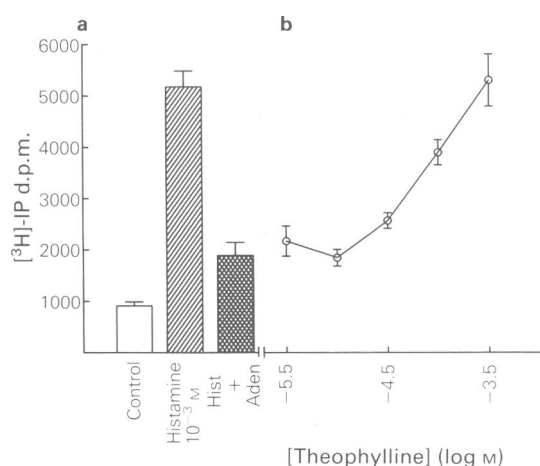 a
b
6000
5000
4000
3000
2000
1000
[³H]-IP d.p.m.
Control
Histamine
10⁻³ M
Hist
+
Aden
−5.5
−4.5
−3.5
[Theophylline] (log M)